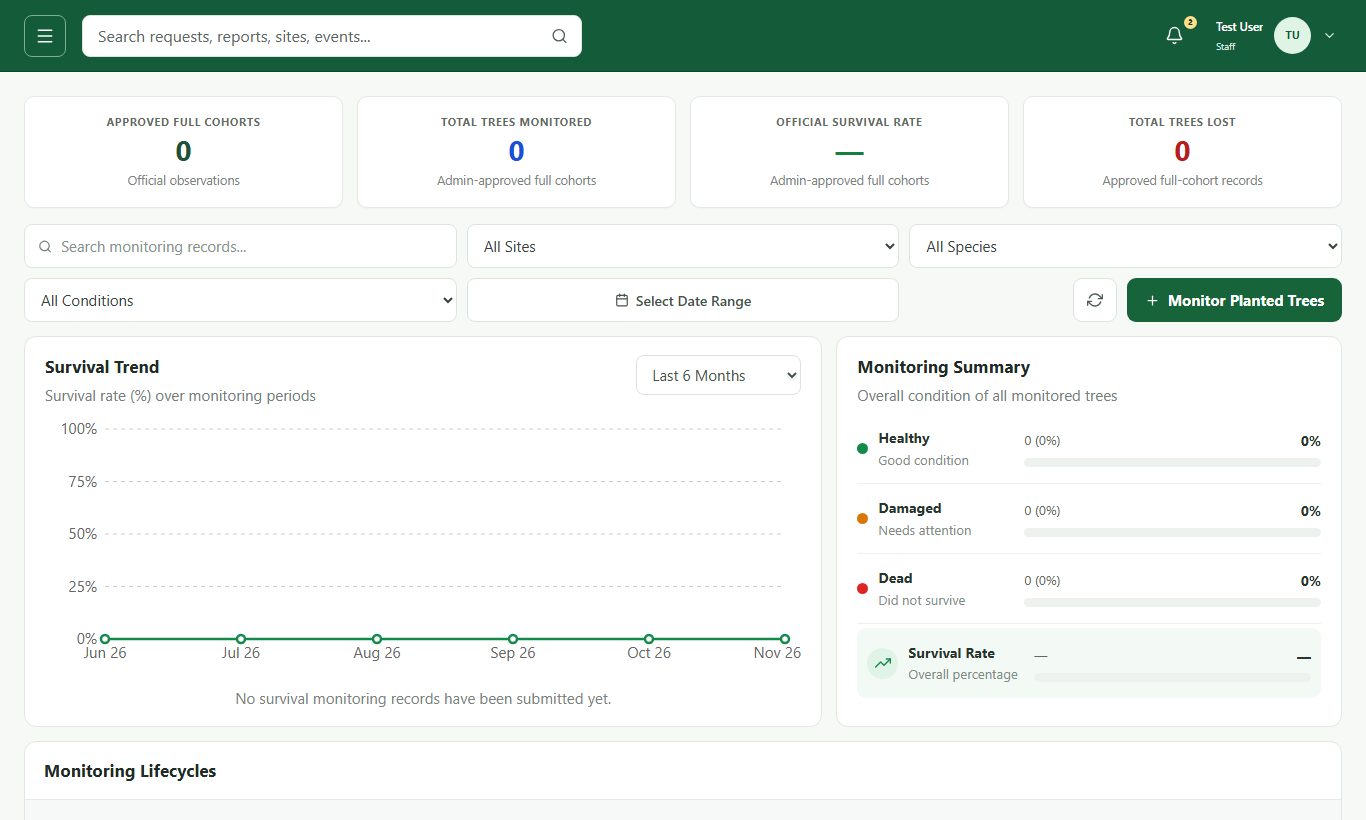 Search requests, reports, sites, events...
2
Test User
Staff
TU
APPROVED FULL COHORTS
0
Official observations
TOTAL TREES MONITORED
0
Admin-approved full cohorts
OFFICIAL SURVIVAL RATE
—
Admin-approved full cohorts
TOTAL TREES LOST
0
Approved full-cohort records
Search monitoring records...
All Sites
All Species
All Conditions
Select Date Range
+ Monitor Planted Trees
Survival Trend
Survival rate (%) over monitoring periods
Last 6 Months
100%
75%
50%
25%
0%
Jun 26
Jul 26
Aug 26
Sep 26
Oct 26
Nov 26
No survival monitoring records have been submitted yet.
Monitoring Summary
Overall condition of all monitored trees
Healthy
Good condition
0 (0%)
0%
Damaged
Needs attention
0 (0%)
0%
Dead
Did not survive
0 (0%)
0%
Survival Rate
Overall percentage
—
—
Monitoring Lifecycles